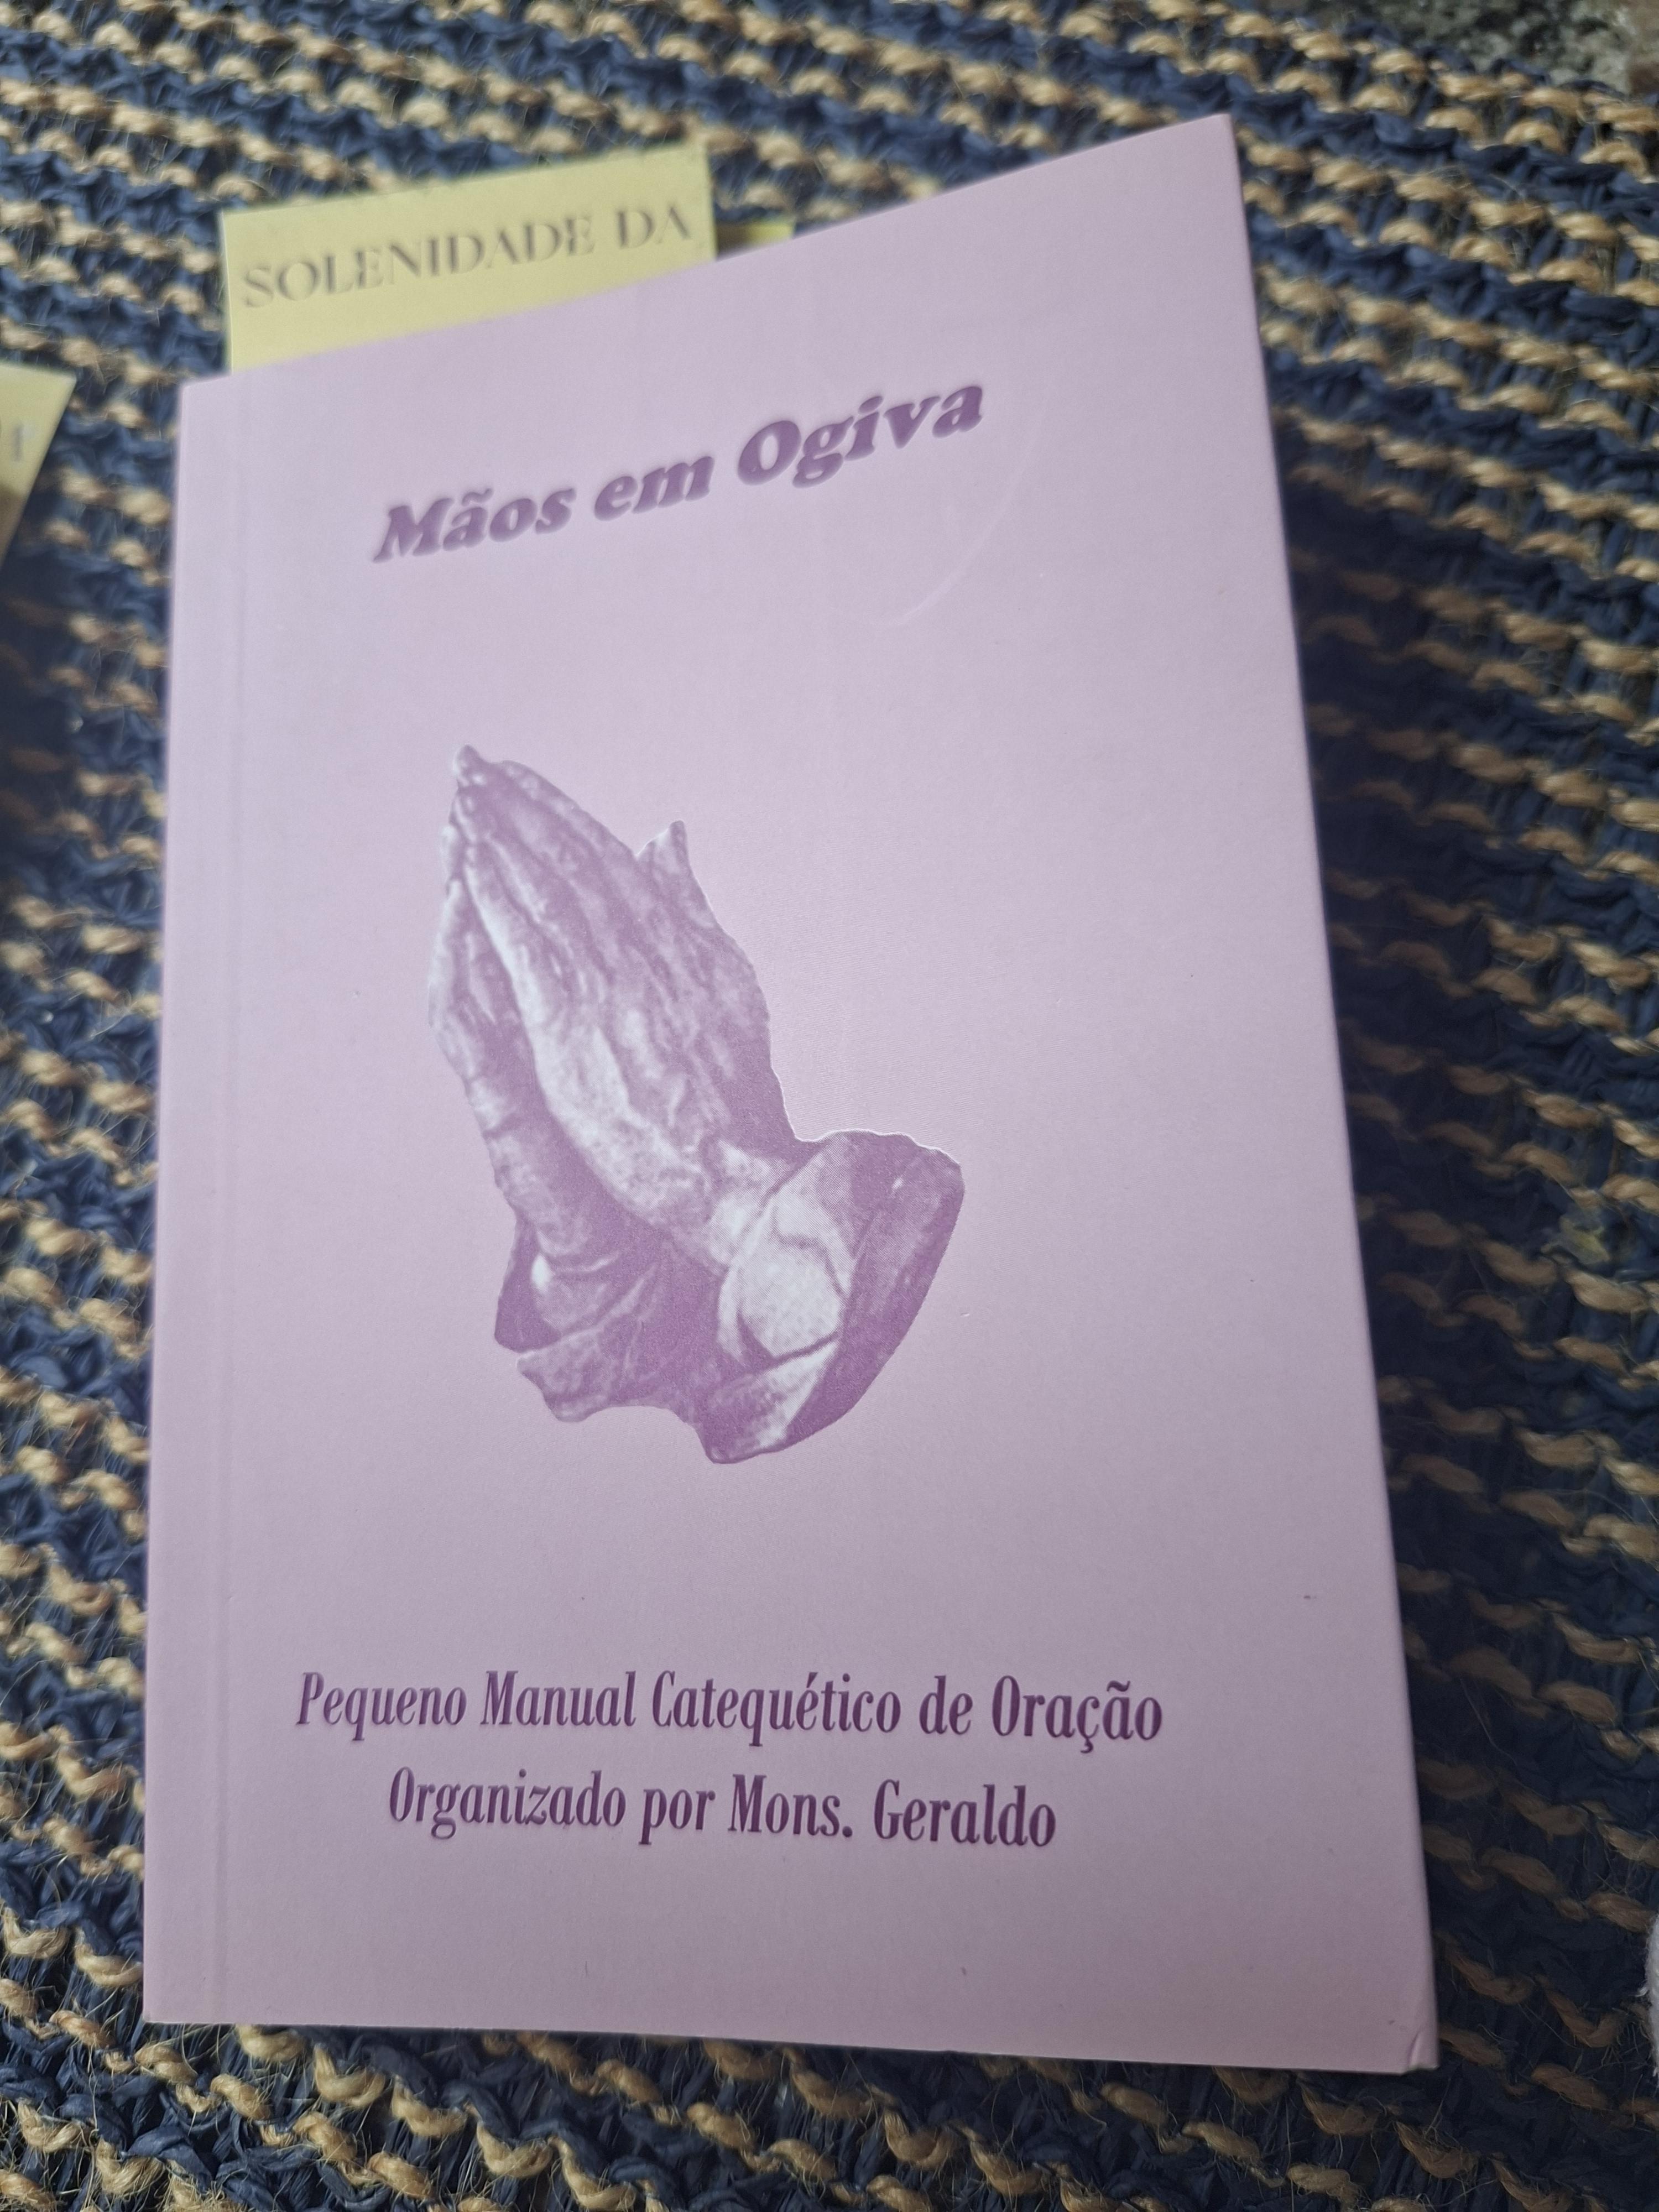 SOLENIDADE DA
Mãos em Ogiva
Pequeno Manual Catequético de Oração
Organizado por Mons. Geraldo